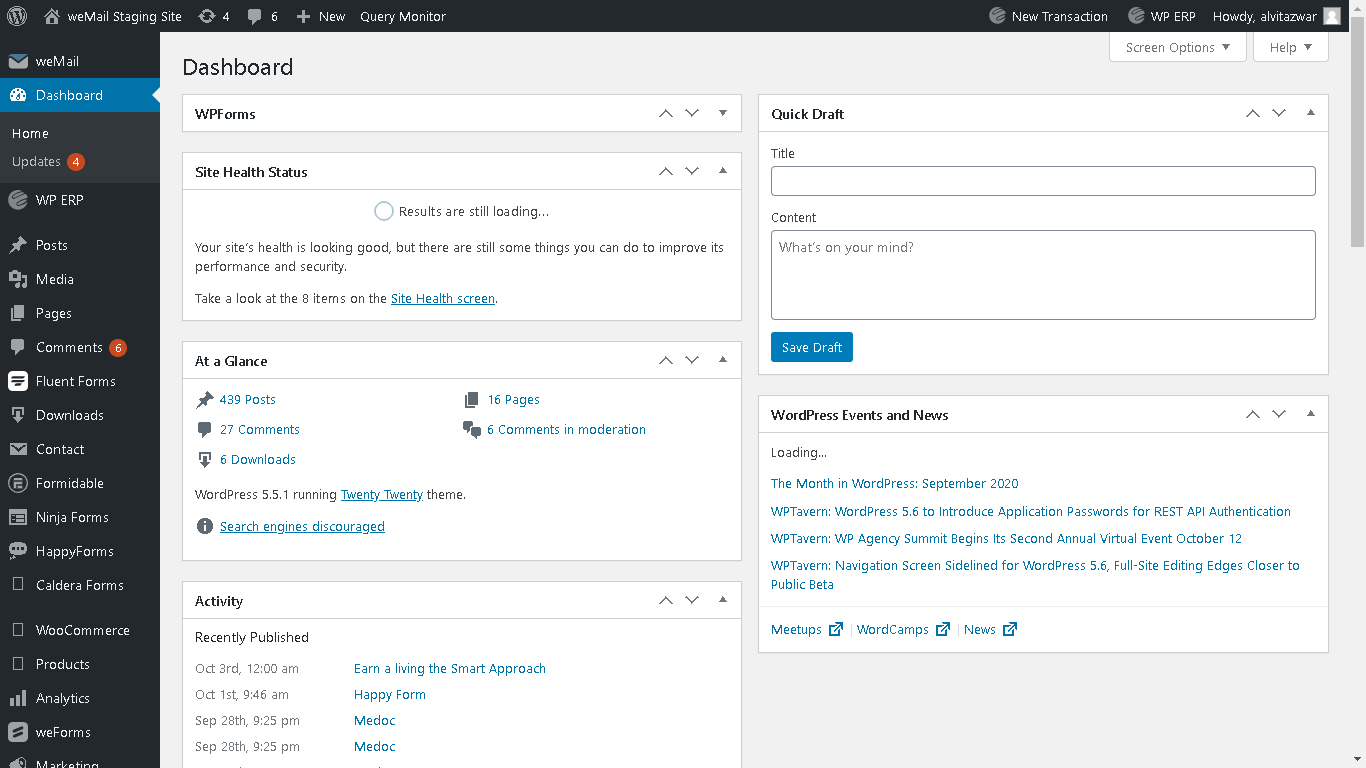 weMail Staging Site 4 6 New Query Monitor New Transaction WP ERP Howdy, alvitazwar
Screen Options Help
weMail
Dashboard
Home
Updates 4
WP ERP
Posts
Media
Pages
Comments 6
Fluent Forms
Downloads
Contact
Formidable
Ninja Forms
HappyForms
Caldera Forms
WooCommerce
Products
Analytics
weForms
Marketing
Dashboard
WPForms
Site Health Status
Results are still loading…
Your site’s health is looking good, but there are still some things you can do to improve its
performance and security.
Take a look at the 8 items on the Site Health screen.
At a Glance
439 Posts 16 Pages
27 Comments 6 Comments in moderation
6 Downloads
WordPress 5.5.1 running Twenty Twenty theme.
Search engines discouraged
Activity
Recently Published
Oct 3rd, 12:00 am Earn a living the Smart Approach
Oct 1st, 9:46 am Happy Form
Sep 28th, 9:25 pm Medoc
Sep 28th, 9:25 pm Medoc
Quick Draft
Title
Content
What’s on your mind?
Save Draft
WordPress Events and News
Loading…
The Month in WordPress: September 2020
WPTavern: WordPress 5.6 to Introduce Application Passwords for REST API Authentication
WPTavern: WP Agency Summit Begins Its Second Annual Virtual Event October 12
WPTavern: Navigation Screen Sidelined for WordPress 5.6, Full-Site Editing Edges Closer to
Public Beta
Meetups | WordCamps | News